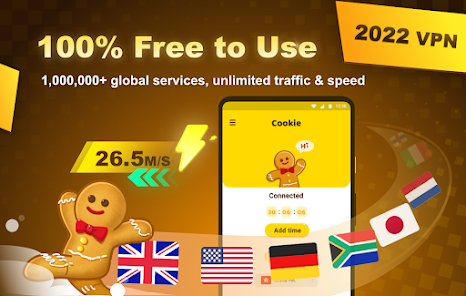 100% Free to Use
2022 VPN
1,000,000+ global services, unlimited traffic & speed
Cookie
Hi
26.5M/S
Connected
30 : 06 : 06
Add time